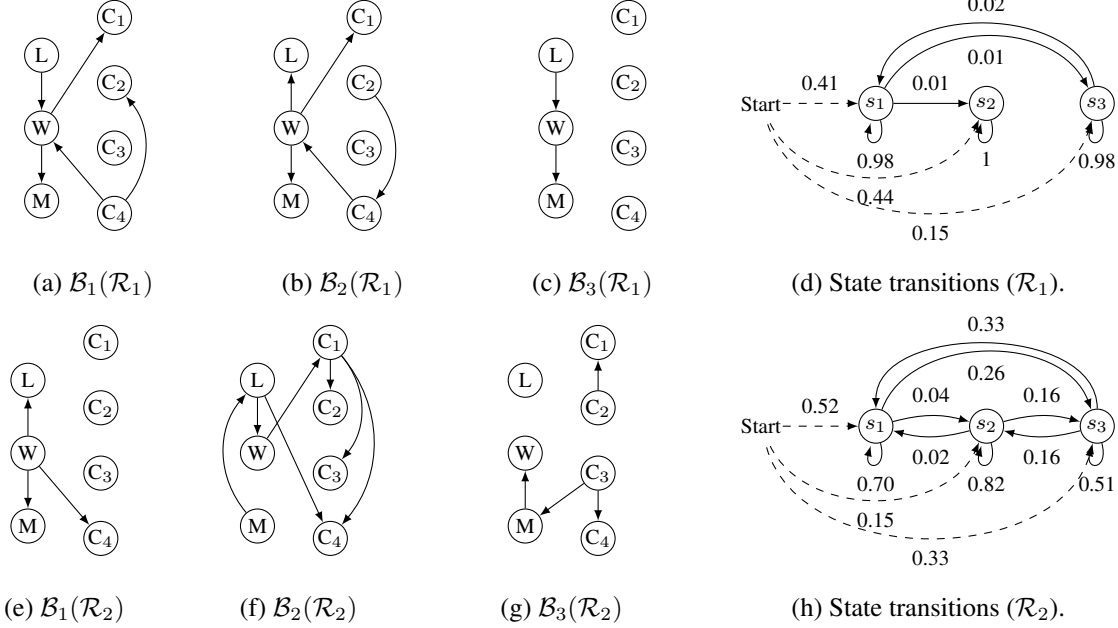 C1
L
C2
W
C3
M
C4
(a) B1(R1)
C1
L
C2
W
C3
M
C4
(b) B2(R1)
C1
L
C2
W
C3
M
C4
(c) B3(R1)
0.02
0.01
0.41
0.01
Start
s1
s2
s3
0.98
1
0.98
0.44
0.15
(d) State transitions (R1).
C1
L
C2
W
C3
M
C4
(e) B1(R2)
C1
L
C2
W
C3
M
C4
(f) B2(R2)
C1
L
C2
W
C3
M
C4
(g) B3(R2)
0.33
0.26
0.52
0.04
0.16
Start
s1
s2
s3
0.02
0.16
0.70
0.82
0.51
0.15
0.33
(h) State transitions (R2).